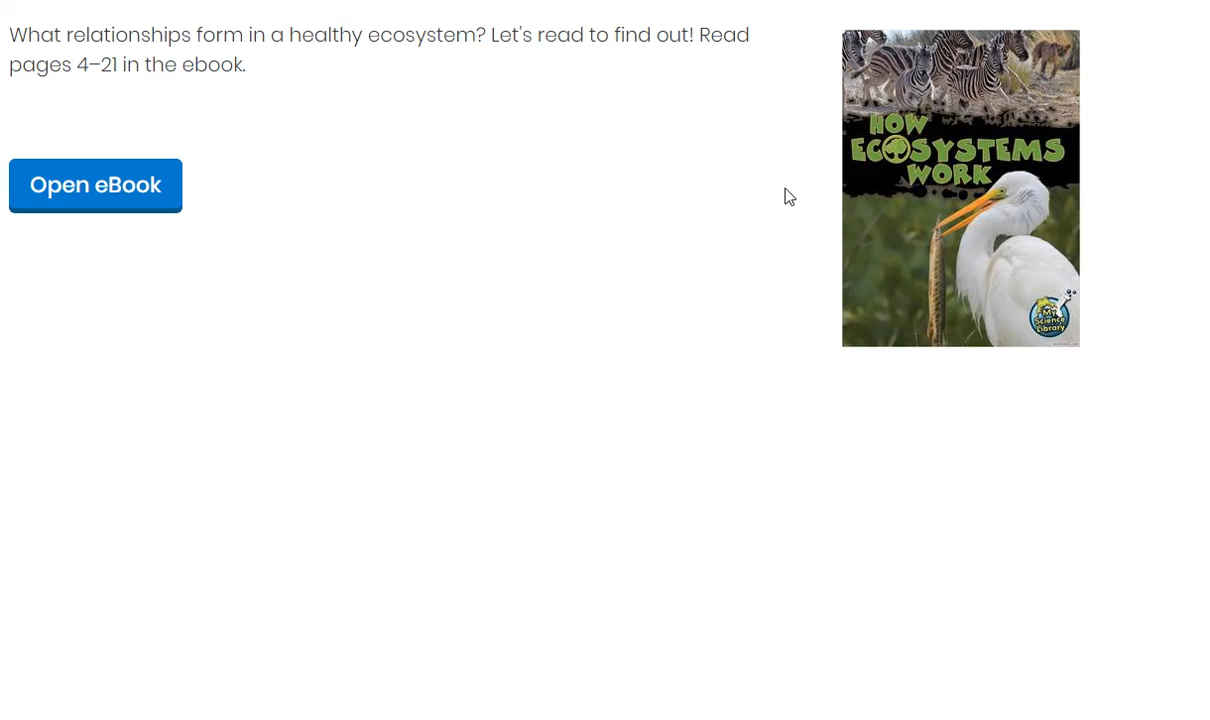 What relationships form in a healthy ecosystem? Let's read to find out! Read
pages 4–21 in the ebook.
Open eBook
HOW
ECOSYSTEMS
WORK
My
Science
Library